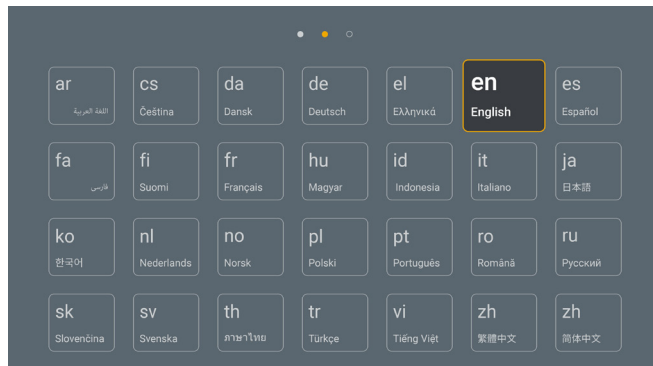 ar cs da de el en es
اللغة العربية Čeština Dansk Deutsch Ελληνικά English Español
fa fi fr hu id it ja
فارسی Suomi Français Magyar Indonesia Italiano 日本語
ko nl no pl pt ro ru
한국어 Nederlands Norsk Polski Português Română Русский
sk sv th tr vi zh zh
Slovenčina Svenska ภาษาไทย Türkçe Tiếng Việt 繁體中文 简体中文